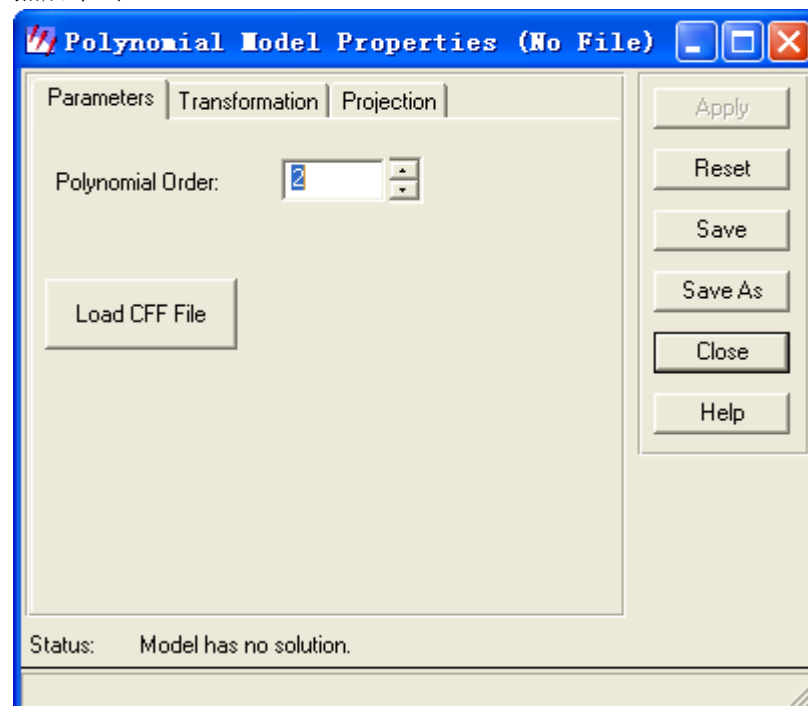 Polynomial Model Properties (No File)
Parameters Transformation Projection
Polynomial Order: 2
Load CFF File
Apply
Reset
Save
Save As
Close
Help
Status: Model has no solution.